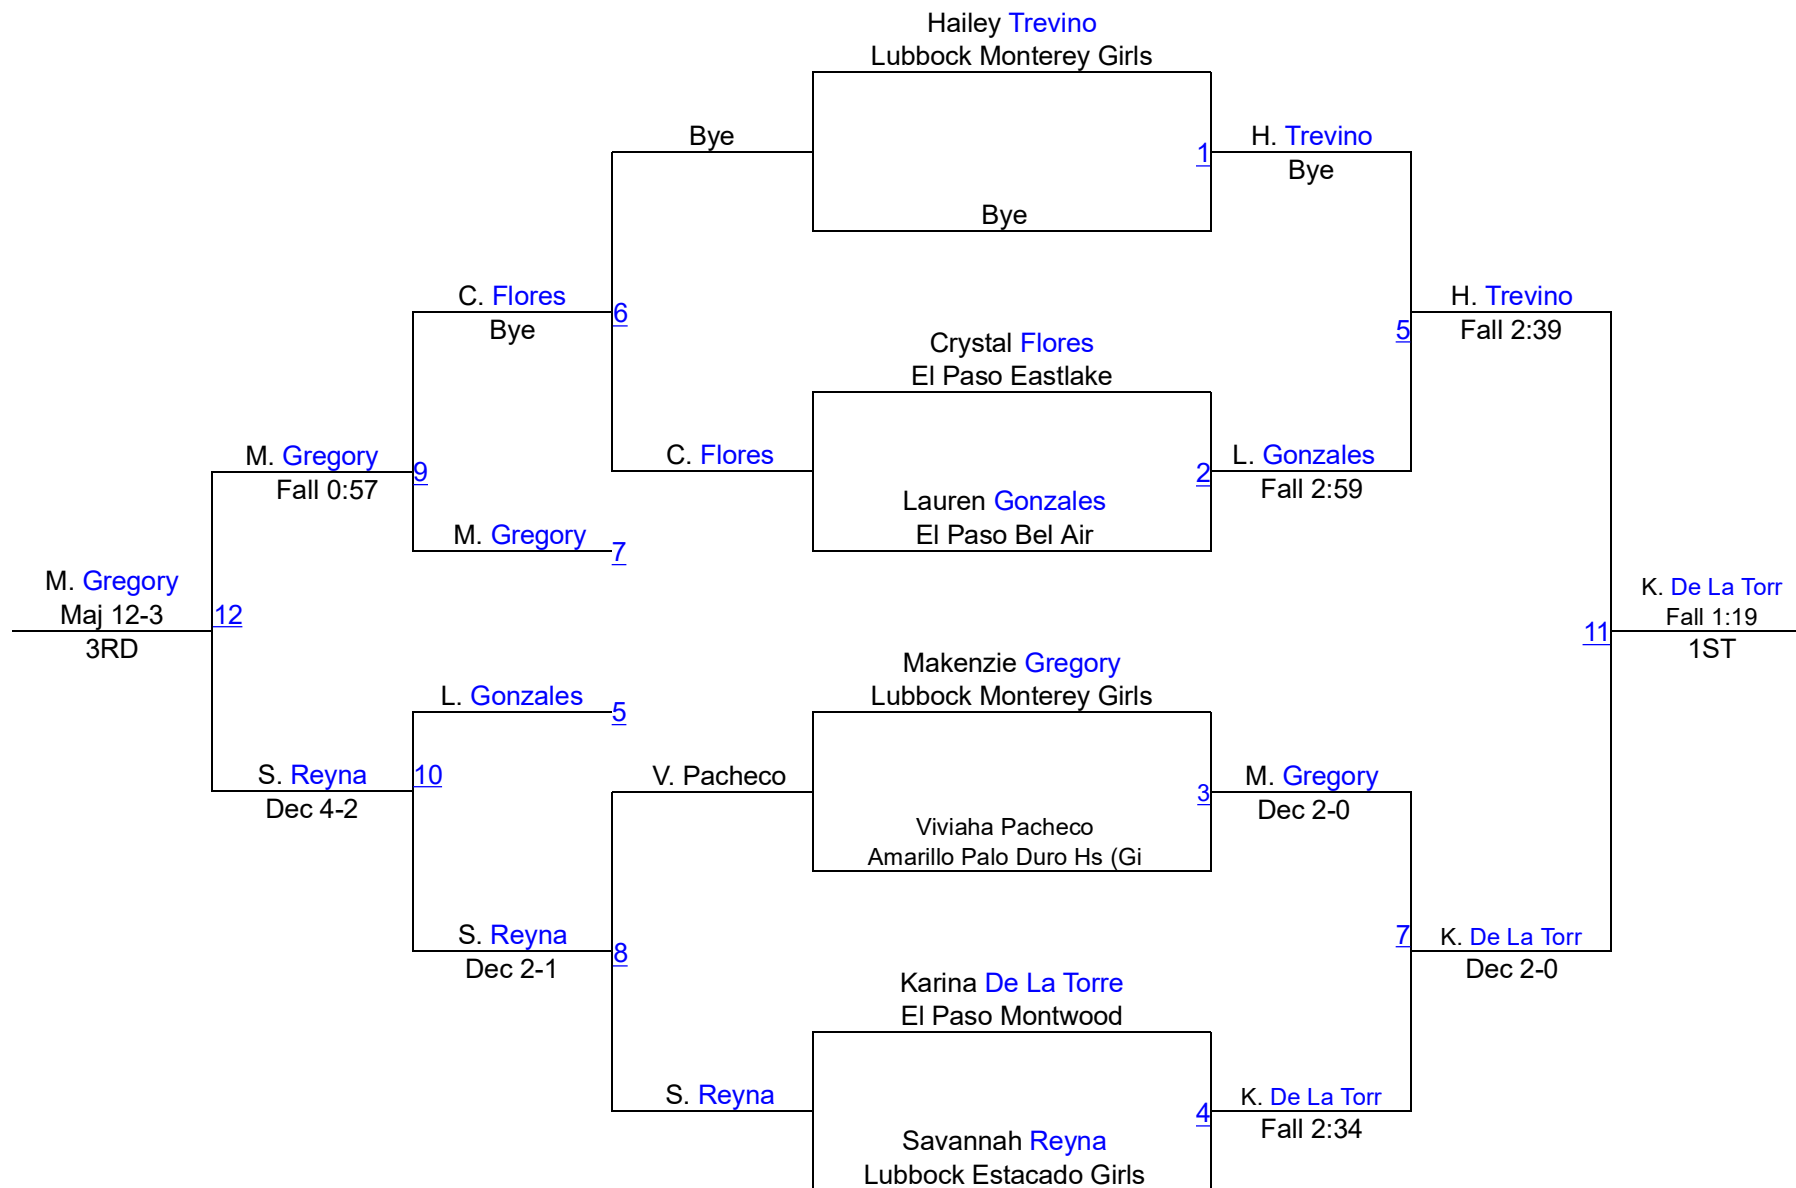 Hailey Trevino
Lubbock Monterey Girls
Bye
1
H. Trevino
Bye
Bye
C. Flores
Bye
6
H. Trevino
Fall 2:39
5
Crystal Flores
El Paso Eastlake
M. Gregory
Fall 0:57
9
C. Flores
2
L. Gonzales
Fall 2:59
Lauren Gonzales
El Paso Bel Air
M. Gregory
7
M. Gregory
Maj 12-3
3RD
12
K. De La Torr
Fall 1:19
1ST
11
Makenzie Gregory
Lubbock Monterey Girls
L. Gonzales
5
S. Reyna
Dec 4-2
10
V. Pacheco
3
M. Gregory
Dec 2-0
Viviaha Pacheco
Amarillo Palo Duro Hs (Gi
S. Reyna
Dec 2-1
8
7
K. De La Torr
Dec 2-0
Karina De La Torre
El Paso Montwood
S. Reyna
4
K. De La Torr
Fall 2:34
Savannah Reyna
Lubbock Estacado Girls